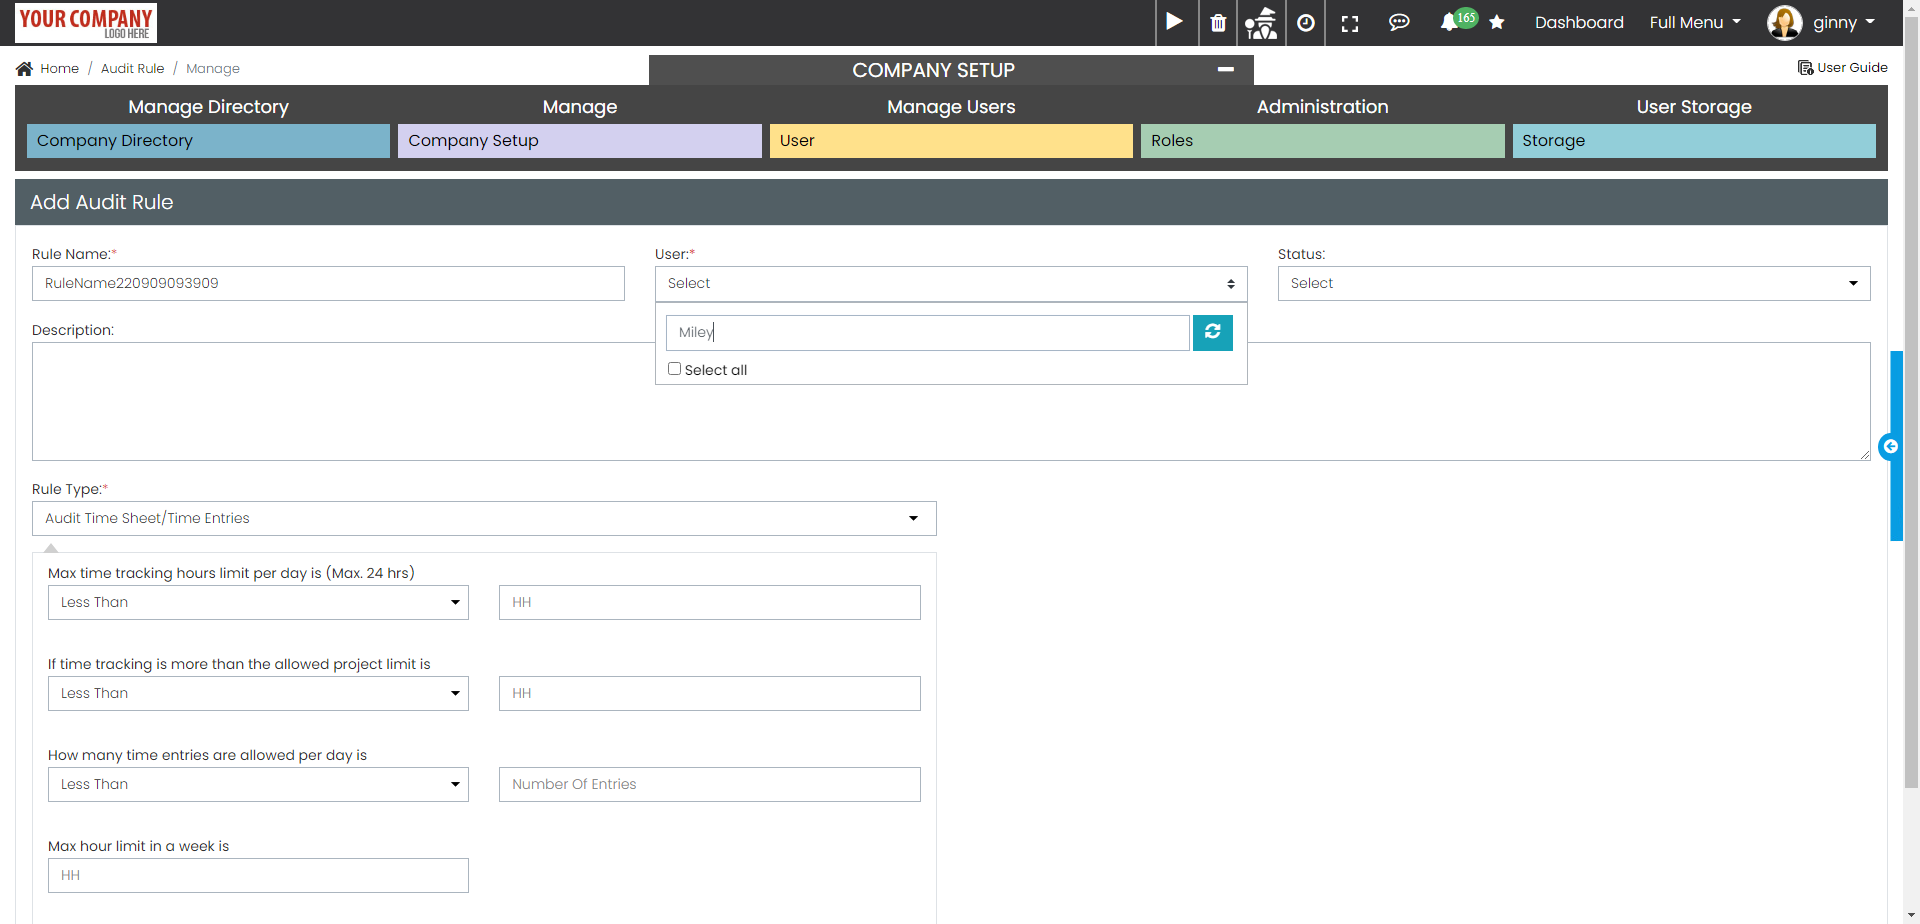 YOUR COMPANY
LOGO HERE
165
Dashboard
Full Menu
ginny
Home / Audit Rule / Manage
COMPANY SETUP
User Guide
Manage Directory
Manage
Manage Users
Administration
User Storage
Company Directory
Company Setup
User
Roles
Storage
Add Audit Rule
Rule Name:*
User:*
Status:
RuleName220909093909
Select
Select
Miley
Select all
Description:
Rule Type:*
Audit Time Sheet/Time Entries
Max time tracking hours limit per day is (Max. 24 hrs)
Less Than
HH
If time tracking is more than the allowed project limit is
Less Than
HH
How many time entries are allowed per day is
Less Than
Number Of Entries
Max hour limit in a week is
HH